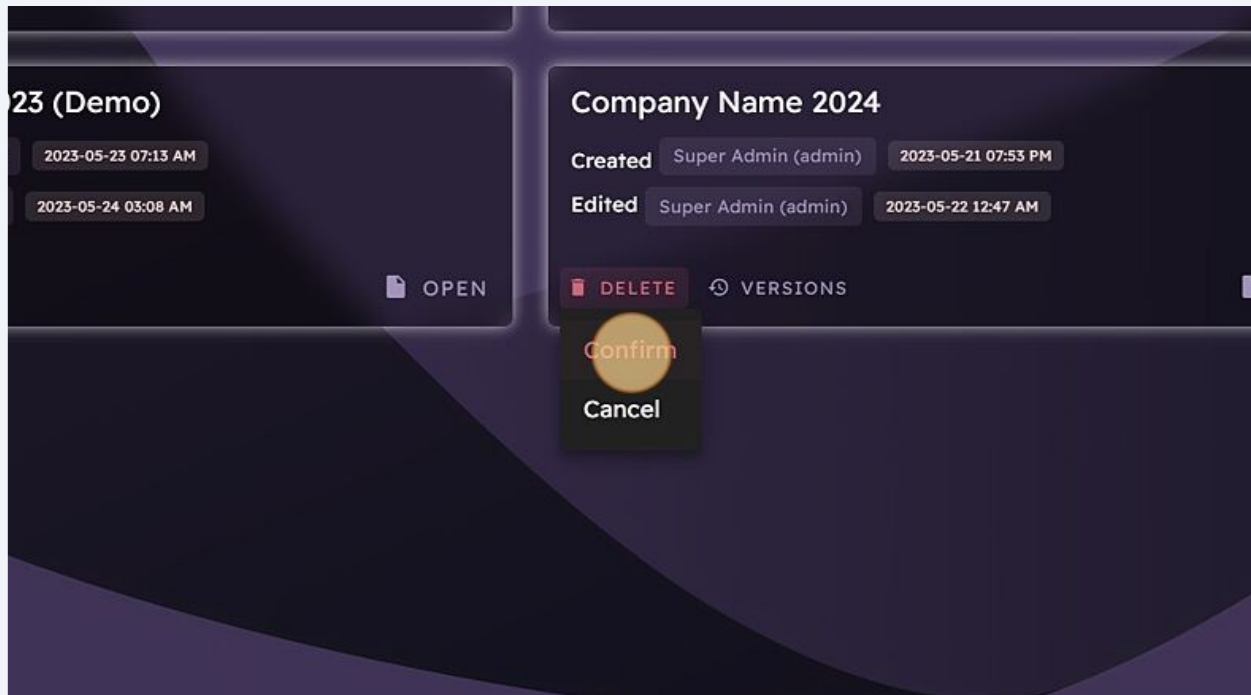 23 (Demo)
2023-05-23 07:13 AM
2023-05-24 03:08 AM
OPEN
Company Name 2024
Created Super Admin (admin) 2023-05-21 07:53 PM
Edited Super Admin (admin) 2023-05-22 12:47 AM
DELETE VERSIONS
Confirm
Cancel